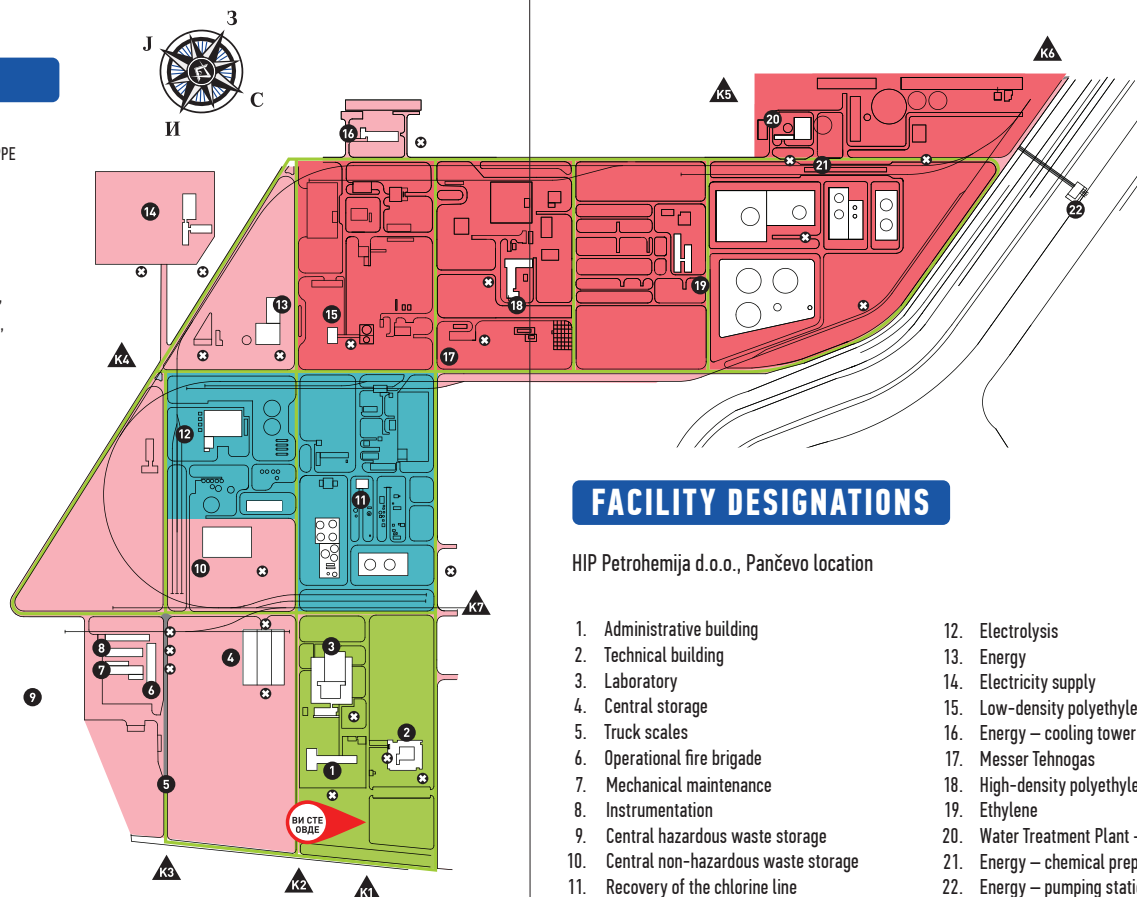 З
Ј
С
И
PPE
K6
K5
20
16
21
14
22
13
19
15
18
17
K4
12
11
FACILITY DESIGNATIONS
HIP Petrohemija d.o.o., Pančevo location
10
K7
8
3
4
7
6
9
2
1
5
ВИ СТЕ
ОВДЕ
K3
K2
K1
1. Administrative building
2. Technical building
3. Laboratory
4. Central storage
5. Truck scales
6. Operational fire brigade
7. Mechanical maintenance
8. Instrumentation
9. Central hazardous waste storage
10. Central non-hazardous waste storage
11. Recovery of the chlorine line
12. Electrolysis
13. Energy
14. Electricity supply
15. Low-density polyethyle
16. Energy – cooling tower
17. Messer Tehnogas
18. High-density polyethyle
19. Ethylene
20. Water Treatment Plant -
21. Energy – chemical prep
22. Energy – pumping stati